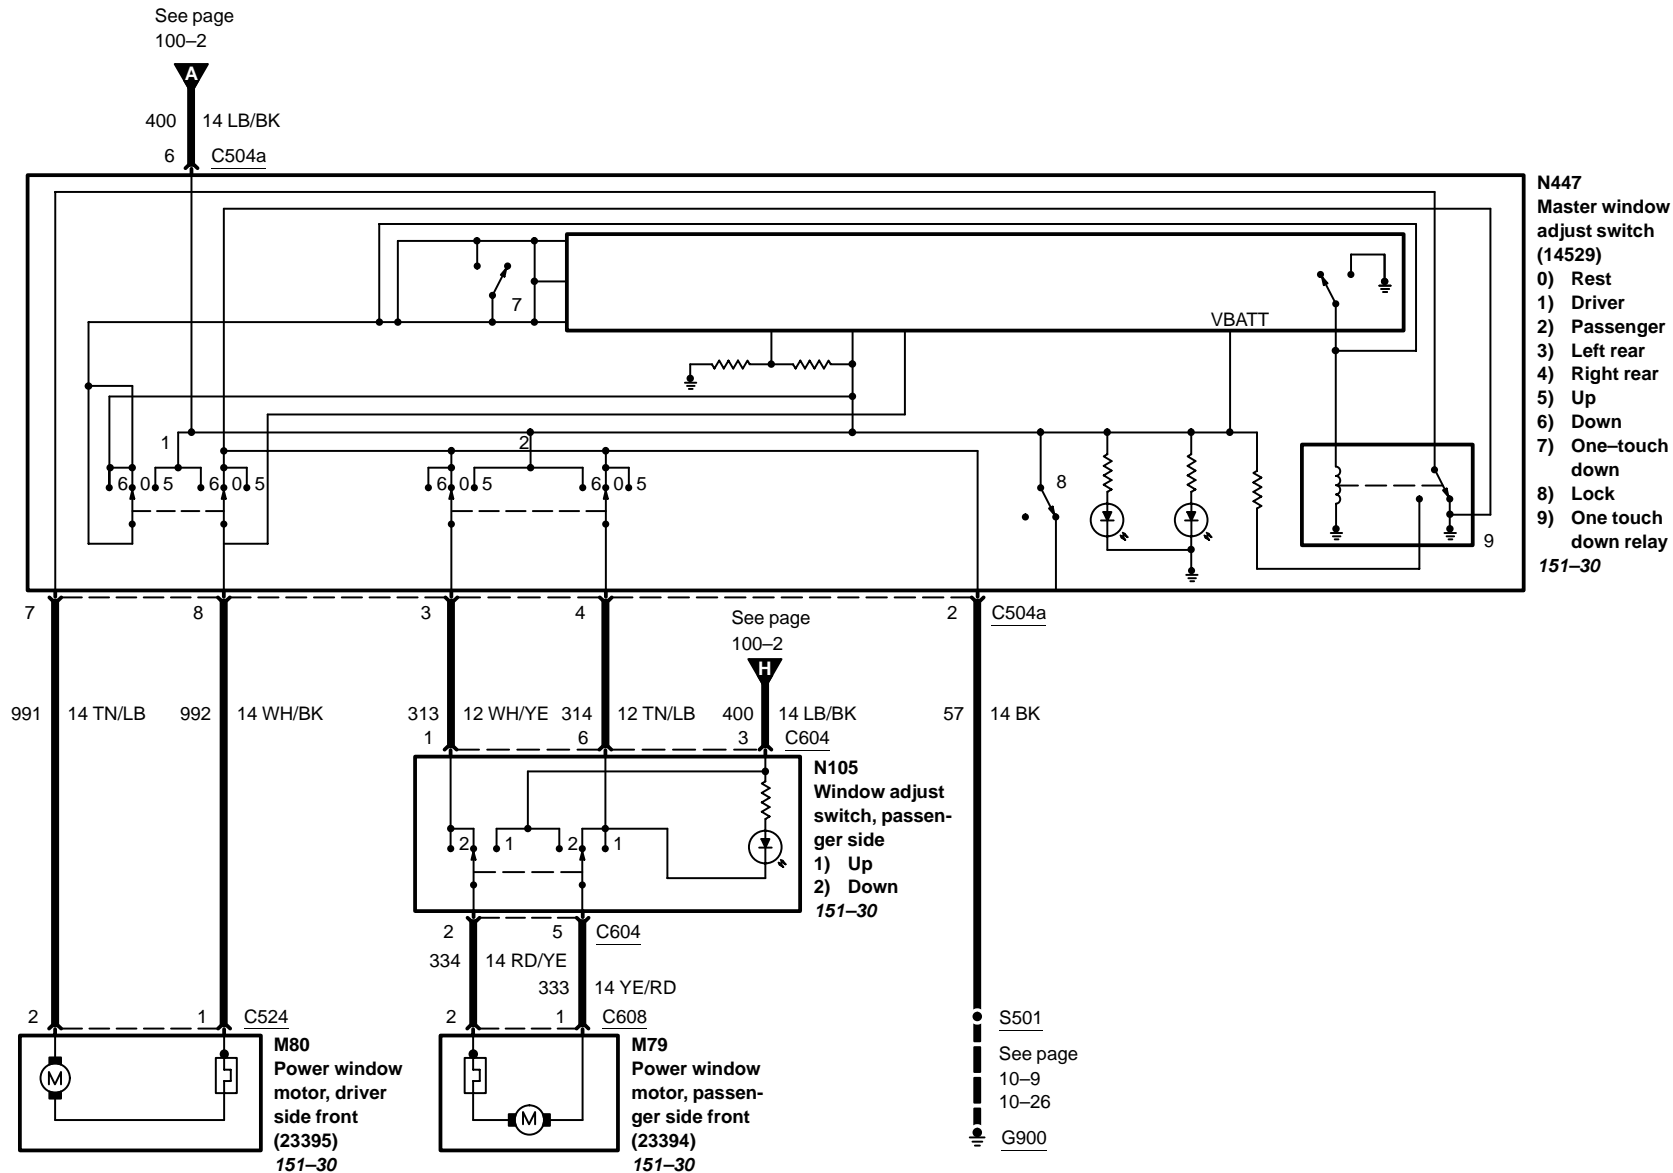 See page
100–2
A
400 14 LB/BK
6 C504a
N447
Master window
adjust switch
(14529)
0) Rest
1) Driver
2) Passenger
3) Left rear
4) Right rear
5) Up
6) Down
7) One–touch
down
8) Lock
9) One touch
down relay
151–30
7
VBATT
1
2
6 0 5 6 0 5
6 0 5 6 0 5
8
9
7 8 3 4 2 C504a
See page
100–2
H
991 14 TN/LB
992 14 WH/BK
313 12 WH/YE
314 12 TN/LB
400 14 LB/BK
57 14 BK
1 6 3 C604
N105
Window adjust
switch, passen-
ger side
1) Up
2) Down
151–30
2 1 2 1
2 5 C604
334 14 RD/YE
333 14 YE/RD
2 1 C524
2 1 C608
M
M80
Power window
motor, driver
side front
(23395)
151–30
M
M79
Power window
motor, passen-
ger side front
(23394)
151–30
S501
See page
10–9
10–26
G900